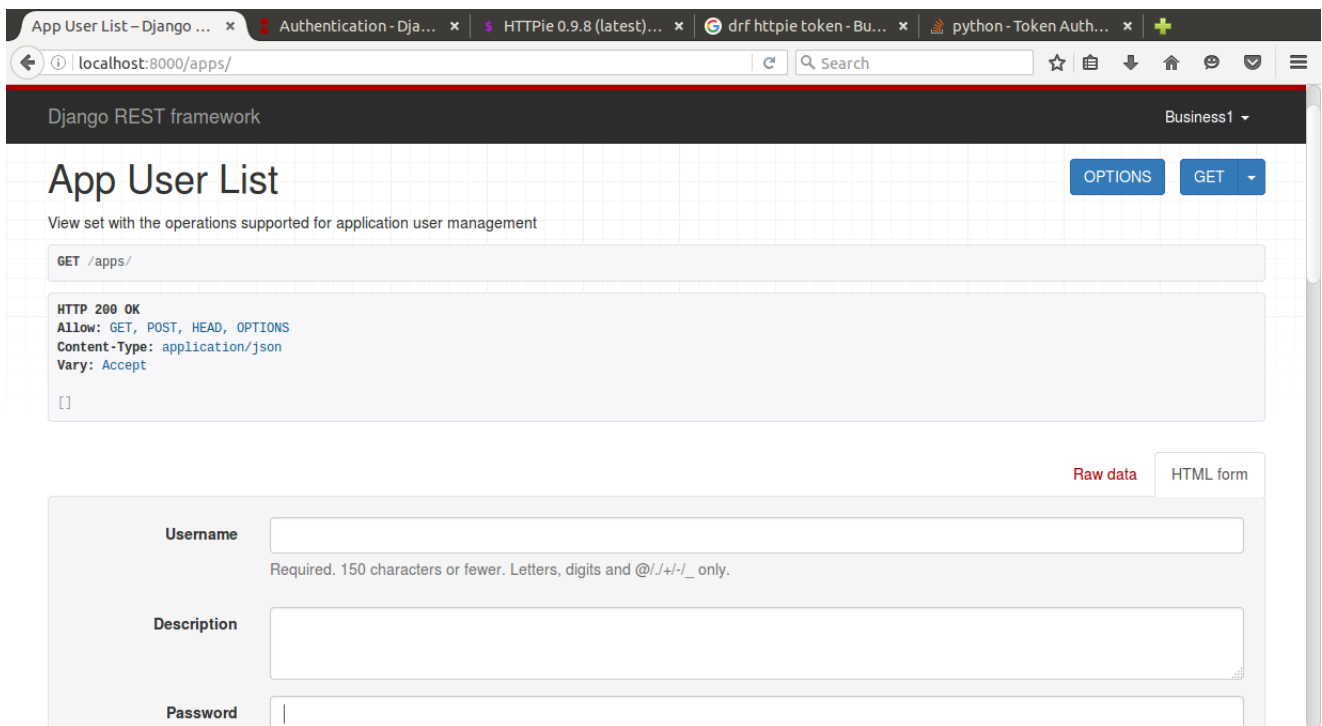 App User List – Django ... × Authentication - Dja... × $ HTTPie 0.9.8 (latest)... × G drf httpie token - Bu... × python - Token Auth... ×
localhost:8000/apps/ Search
Django REST framework Business1
App User List OPTIONS GET
View set with the operations supported for application user management
GET /apps/
HTTP 200 OK
Allow: GET, POST, HEAD, OPTIONS
Content-Type: application/json
Vary: Accept
[]
Raw data HTML form
Username
Required. 150 characters or fewer. Letters, digits and @/./+/-/_ only.
Description
Password